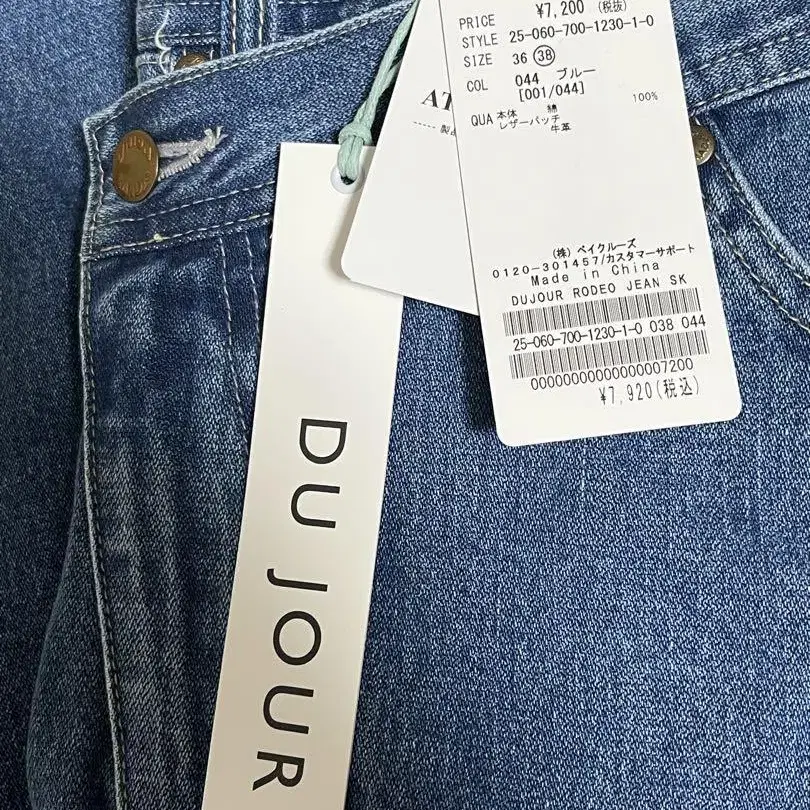 PRICE ¥7,200 (税抜)
STYLE 25-060-700-1230-1-0
SIZE 36 38
COL 044 ブルー
[001/044]
QUA 本体 綿 100%
レザーパッチ 牛革
(株) ベイクルーズ
0120-301457/カスタマーサポート
Made in China
DUJOUR RODEO JEAN SK
25-060-700-1230-1-0 038 044
00000000000000007200
¥7,920(税込)
AT
DU JOUR